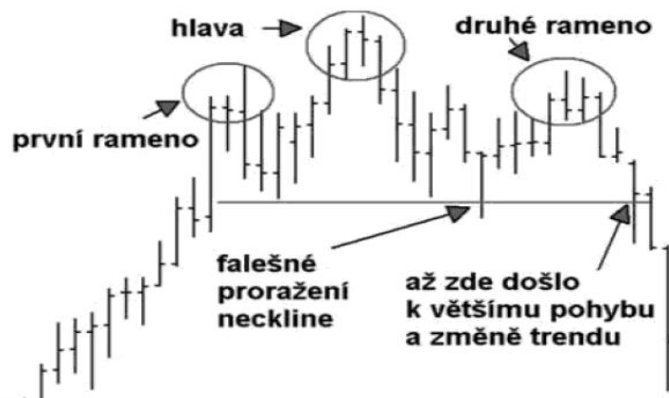 hlava
druhé rameno
první rameno
falešné
proražení
neckline
až zde došlo
k většímu pohybu
a změně trendu